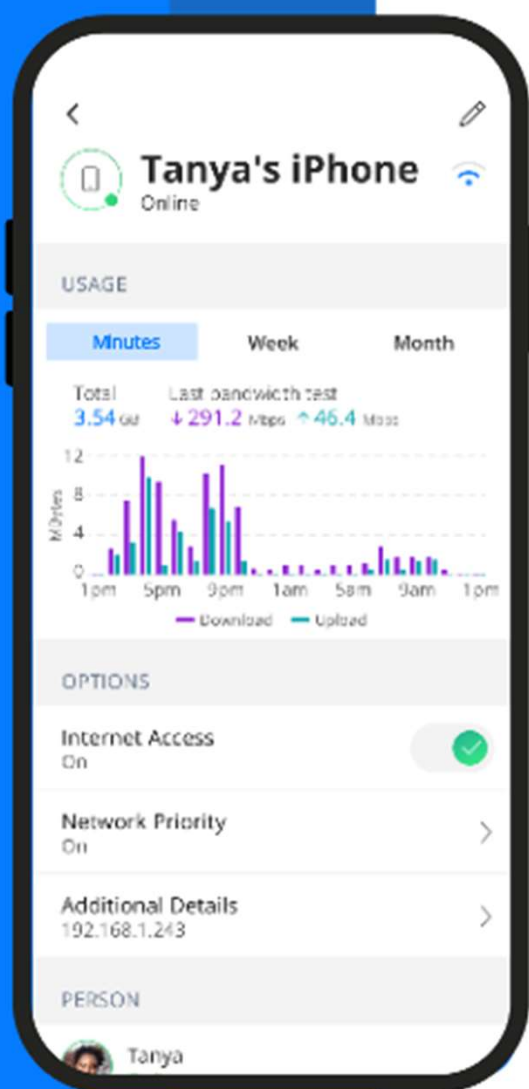 Tanya's iPhone
Online
USAGE
Minutes Week Month
Total Last bandwidth test
3.54 GB ↓291.2 Mbps ↑46.4 Mbps
12
8
4
0
MBytes
1pm 5pm 9pm 1am 5am 9am 1pm
Download Upload
OPTIONS
Internet Access
On
Network Priority
On
Additional Details
192.168.1.243
PERSON
Tanya